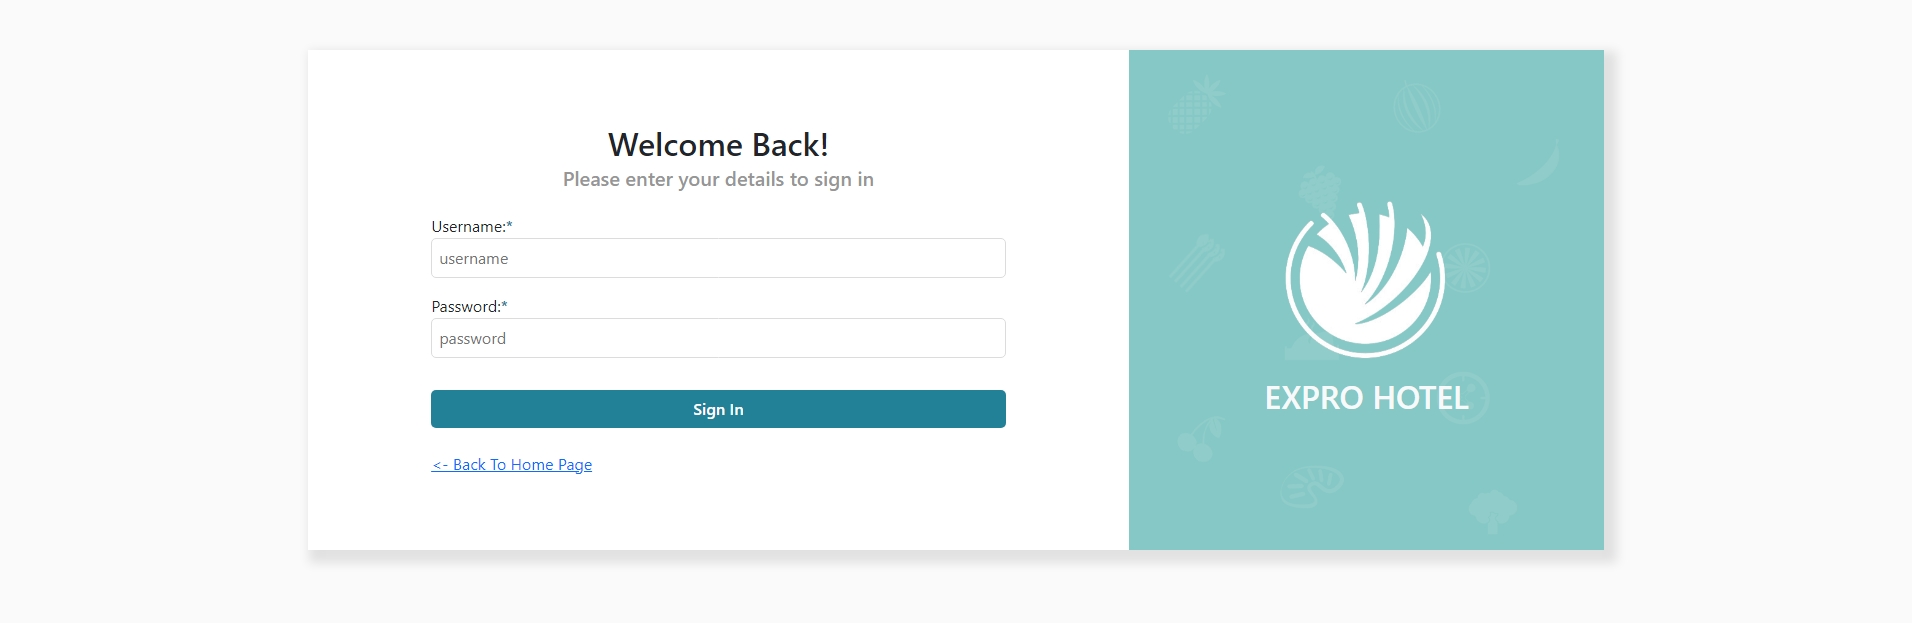 Welcome Back!
Please enter your details to sign in
Username:*
username
Password:*
password
Sign In
<- Back To Home Page
EXPRO HOTEL